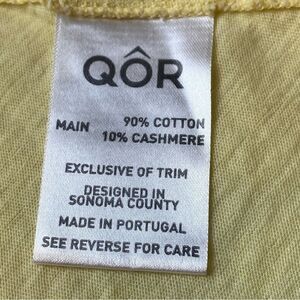 QÔR
MAIN 90% COTTON
10% CASHMERE
EXCLUSIVE OF TRIM
DESIGNED IN
SONOMA COUNTY
MADE IN PORTUGAL
SEE REVERSE FOR CARE